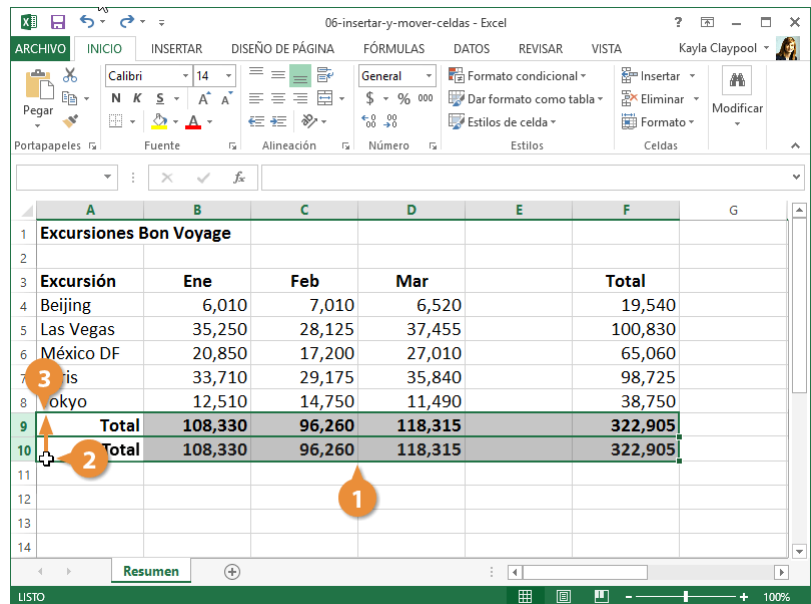 06-insertar-y-mover-celdas - Excel ?
ARCHIVO INICIO INSERTAR DISEÑO DE PÁGINA FÓRMULAS DATOS REVISAR VISTA Kayla Claypool
Pegar
Calibri 14
N K S A A
A
General
$ % 000
Formato condicional
Dar formato como tabla
Estilos de celda
Insertar
Eliminar
Formato
Modificar
Portapapeles Fuente Alineación Número Estilos Celdas
fx
A B C D E F G
1 Excursiones Bon Voyage
2
3 Excursión Ene Feb Mar Total
4 Beijing 6,010 7,010 6,520 19,540
5 Las Vegas 35,250 28,125 37,455 100,830
6 México DF 20,850 17,200 27,010 65,060
7 3 ris 33,710 29,175 35,840 98,725
8 okyo 12,510 14,750 11,490 38,750
9 Total 108,330 96,260 118,315 322,905
10 2 Total 108,330 96,260 118,315 322,905
11
12 1
13
14
Resumen
LISTO 100%